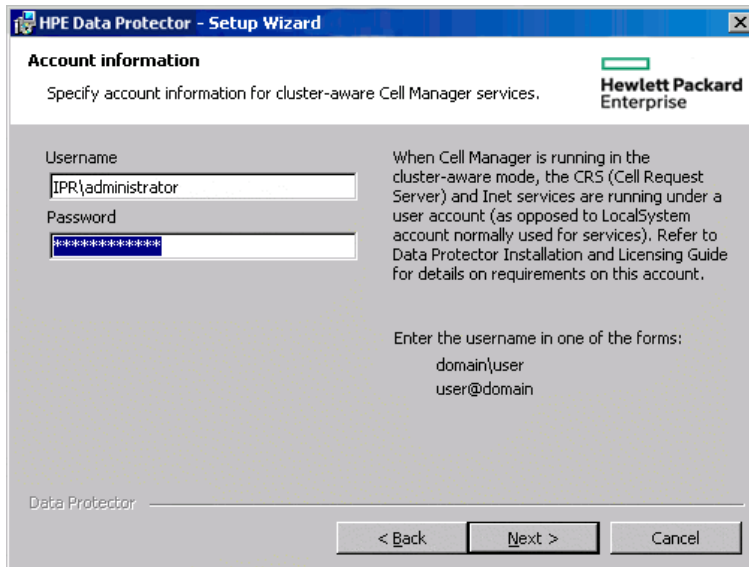 HPE Data Protector - Setup Wizard
Account information
Specify account information for cluster-aware Cell Manager services.
Hewlett Packard
Enterprise
Username
IPR\administrator
Password
************
When Cell Manager is running in the
cluster-aware mode, the CRS (Cell Request
Server) and Inet services are running under a
user account (as opposed to LocalSystem
account normally used for services). Refer to
Data Protector Installation and Licensing Guide
for details on requirements on this account.
Enter the username in one of the forms:
domain\user
user@domain
Data Protector
< Back
Next >
Cancel